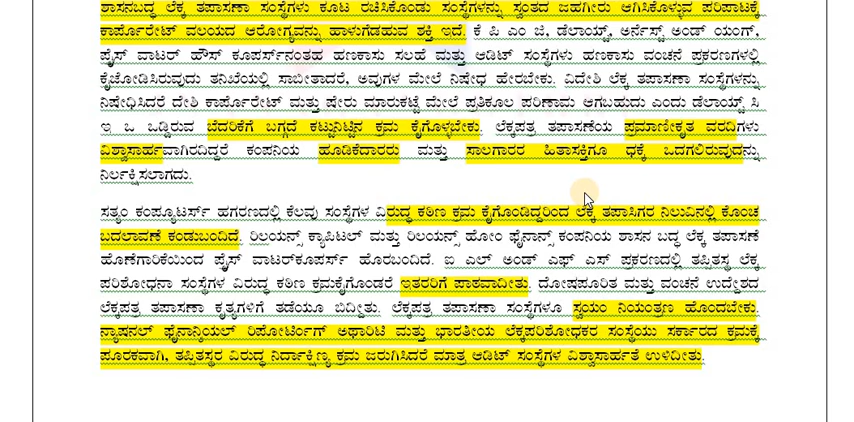 ಶಾಸನಬದ್ಧ ಲೆಕ್ಕ ತಪಾಸಣಾ ಸಂಸ್ಥೆಗಳು ಕೂಟ ರಚಿಸಿಕೊಂಡು ಸಂಸ್ಥೆಗಳನ್ನು ಸ್ವಂತದ ಜಹಗೀರು ಆಗಿಸಿಕೊಳ್ಳುವ ಪರಿಪಾಟಕ್ಕೆ
ಕಾರ್ಪೊರೇಟ್ ವಲಯದ ಆರೋಗ್ಯವನ್ನು ಹಾಳುಗೆಡಹುವ ಶಕ್ತಿ ಇದೆ. ಕೆ ಪಿ ಎಂ ಜಿ, ಡೆಲಾಯ್ಟ್, ಅರ್ನೆಸ್ಟ್ ಅಂಡ್ ಯಂಗ್,
ಪ್ರೈಸ್ ವಾಟರ್ ಹೌಸ್ ಕೂಪರ್ಸ್‌ನಂತಹ ಹಣಕಾಸು ಸಲಹೆ ಮತ್ತು ಆಡಿಟ್ ಸಂಸ್ಥೆಗಳು ಹಣಕಾಸು ವಂಚನೆ ಪ್ರಕರಣಗಳಲ್ಲಿ
ಕೈಜೋಡಿಸಿರುವುದು ತನಿಖೆಯಲ್ಲಿ ಸಾಬೀತಾದರೆ, ಅವುಗಳ ಮೇಲೆ ನಿಷೇಧ ಹೇರಬೇಕು. ವಿದೇಶಿ ಲೆಕ್ಕ ತಪಾಸಣಾ ಸಂಸ್ಥೆಗಳನ್ನು
ನಿಷೇಧಿಸಿದರೆ ದೇಶಿ ಕಾರ್ಪೊರೇಟ್ ಮತ್ತು ಷೇರು ಮಾರುಕಟ್ಟೆ ಮೇಲೆ ಪ್ರತಿಕೂಲ ಪರಿಣಾಮ ಆಗಬಹುದು ಎಂದು ಡೆಲಾಯ್ಟ್ ಸಿ
ಇ ಒ ಒಡ್ಡಿರುವ ಬೆದರಿಕೆಗೆ ಬಗ್ಗದೆ ಕಟ್ಟುನಿಟ್ಟಿನ ಕ್ರಮ ಕೈಗೊಳ್ಳಬೇಕು. ಲೆಕ್ಕಪತ್ರ ತಪಾಸಣೆಯ ಪ್ರಮಾಣೀಕೃತ ವರದಿಗಳು
ವಿಶ್ವಾಸಾರ್ಹವಾಗಿರದಿದ್ದರೆ ಕಂಪನಿಯ ಹೂಡಿಕೆದಾರರು ಮತ್ತು ಸಾಲಗಾರರ ಹಿತಾಸಕ್ತಿಗೂ ಧಕ್ಕೆ ಒದಗಲಿರುವುದನ್ನು
ನಿರ್ಲಕ್ಷಿಸಲಾಗದು.
ಸತ್ಯಂ ಕಂಪ್ಯೂಟರ್ಸ್ ಹಗರಣದಲ್ಲಿ ಕೆಲವು ಸಂಸ್ಥೆಗಳ ವಿರುದ್ಧ ಕಠಿಣ ಕ್ರಮ ಕೈಗೊಂಡಿದ್ದರಿಂದ ಲೆಕ್ಕ ತಪಾಸಿಗರ ನಿಲುವಿನಲ್ಲಿ ಕೊಂಚ
ಬದಲಾವಣೆ ಕಂಡುಬಂದಿದೆ. ರಿಲಯನ್ಸ್ ಕ್ಯಾಪಿಟಲ್ ಮತ್ತು ರಿಲಯನ್ಸ್ ಹೋಂ ಫೈನಾನ್ಸ್ ಕಂಪನಿಯ ಶಾಸನ ಬದ್ಧ ಲೆಕ್ಕ ತಪಾಸಣೆ
ಹೊಣೆಗಾರಿಕೆಯಿಂದ ಪ್ರೈಸ್ ವಾಟರ್‌ಕೂಪರ್ಸ್ ಹೊರಬಂದಿದೆ. ಐ ಎಲ್ ಅಂಡ್ ಎಫ್ ಎಸ್ ಪ್ರಕರಣದಲ್ಲಿ ತಪ್ಪಿತಸ್ಥ ಲೆಕ್ಕ
ಪರಿಶೋಧನಾ ಸಂಸ್ಥೆಗಳ ವಿರುದ್ಧ ಕಠಿಣ ಕ್ರಮಕೈಗೊಂಡರೆ ಇತರರಿಗೆ ಪಾಠವಾದೀತು. ದೋಷಪೂರಿತ ಮತ್ತು ವಂಚನೆ ಉದ್ದೇಶದ
ಲೆಕ್ಕಪತ್ರ ತಪಾಸಣಾ ಕೃತ್ಯಗಳಿಗೆ ತಡೆಯೂ ಬಿದ್ದೀತು. ಲೆಕ್ಕಪತ್ರ ತಪಾಸಣಾ ಸಂಸ್ಥೆಗಳೂ ಸ್ವಯಂ ನಿಯಂತ್ರಣ ಹೊಂದಬೇಕು.
ನ್ಯಾಷನಲ್ ಫೈನಾನ್ಶಿಯಲ್ ರಿಪೋರ್ಟಿಂಗ್ ಅಥಾರಿಟಿ ಮತ್ತು ಭಾರತೀಯ ಲೆಕ್ಕಪರಿಶೋಧಕರ ಸಂಸ್ಥೆಯು ಸರ್ಕಾರದ ಕ್ರಮಕ್ಕೆ
ಪೂರಕವಾಗಿ, ತಪ್ಪಿತಸ್ಥರ ವಿರುದ್ಧ ನಿರ್ದಾಕ್ಷಿಣ್ಯ ಕ್ರಮ ಜರುಗಿಸಿದರೆ ಮಾತ್ರ ಆಡಿಟ್ ಸಂಸ್ಥೆಗಳ ವಿಶ್ವಾಸಾರ್ಹತೆ ಉಳಿದೀತು.